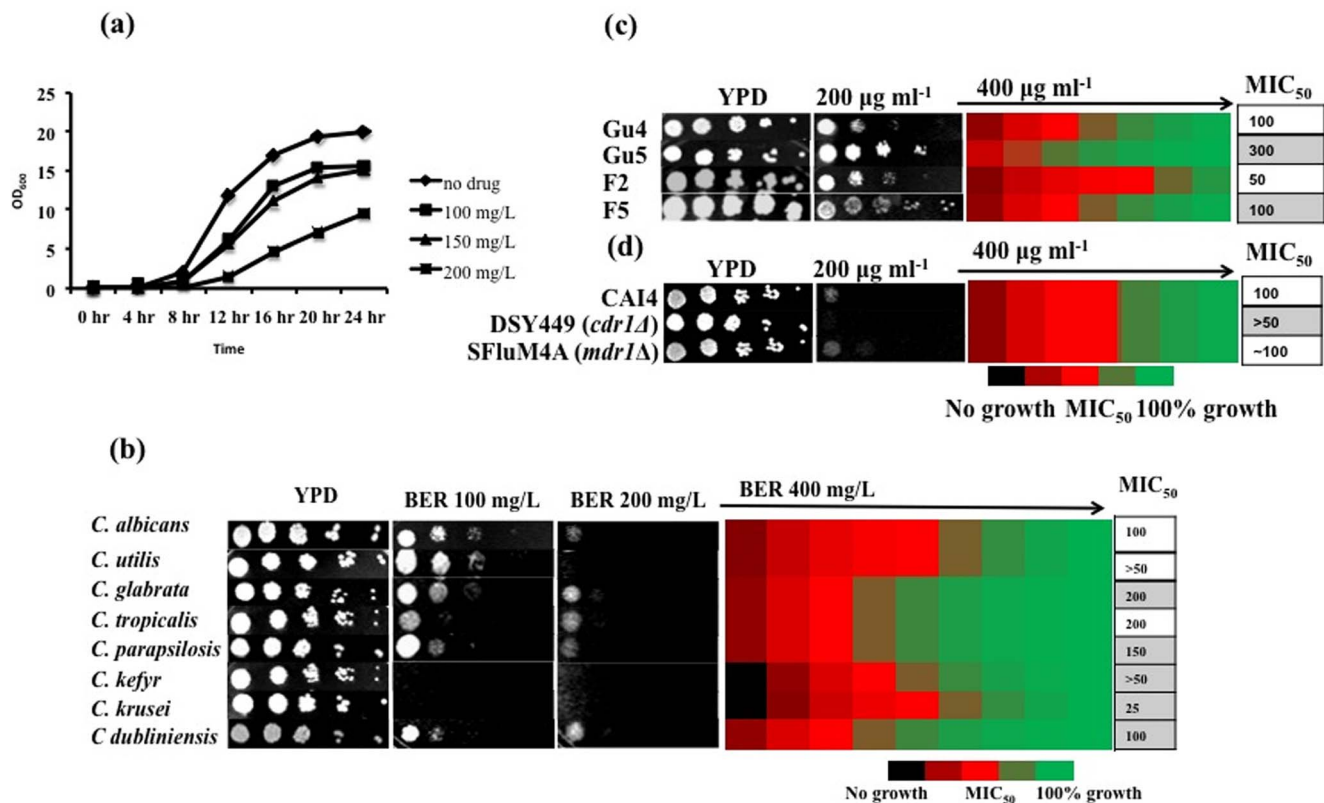 (a)
OD600
25
20
15
10
5
0
0 hr 4 hr 8 hr 12 hr 16 hr 20 hr 24 hr
Time
no drug
100 mg/L
150 mg/L
200 mg/L
(c)
YPD 200 µg ml-1 400 µg ml-1 MIC50
Gu4 100
Gu5 300
F2 50
F5 100
(d)
YPD 200 µg ml-1 400 µg ml-1 MIC50
CAI4 100
DSY449 (cdr1Δ) >50
SFluM4A (mdr1Δ) ~100
No growth MIC50 100% growth
(b)
YPD BER 100 mg/L BER 200 mg/L BER 400 mg/L MIC50
C. albicans 100
C. utilis >50
C. glabrata 200
C. tropicalis 200
C. parapsilosis 150
C. kefyr >50
C. krusei 25
C dubliniensis 100
No growth MIC50 100% growth